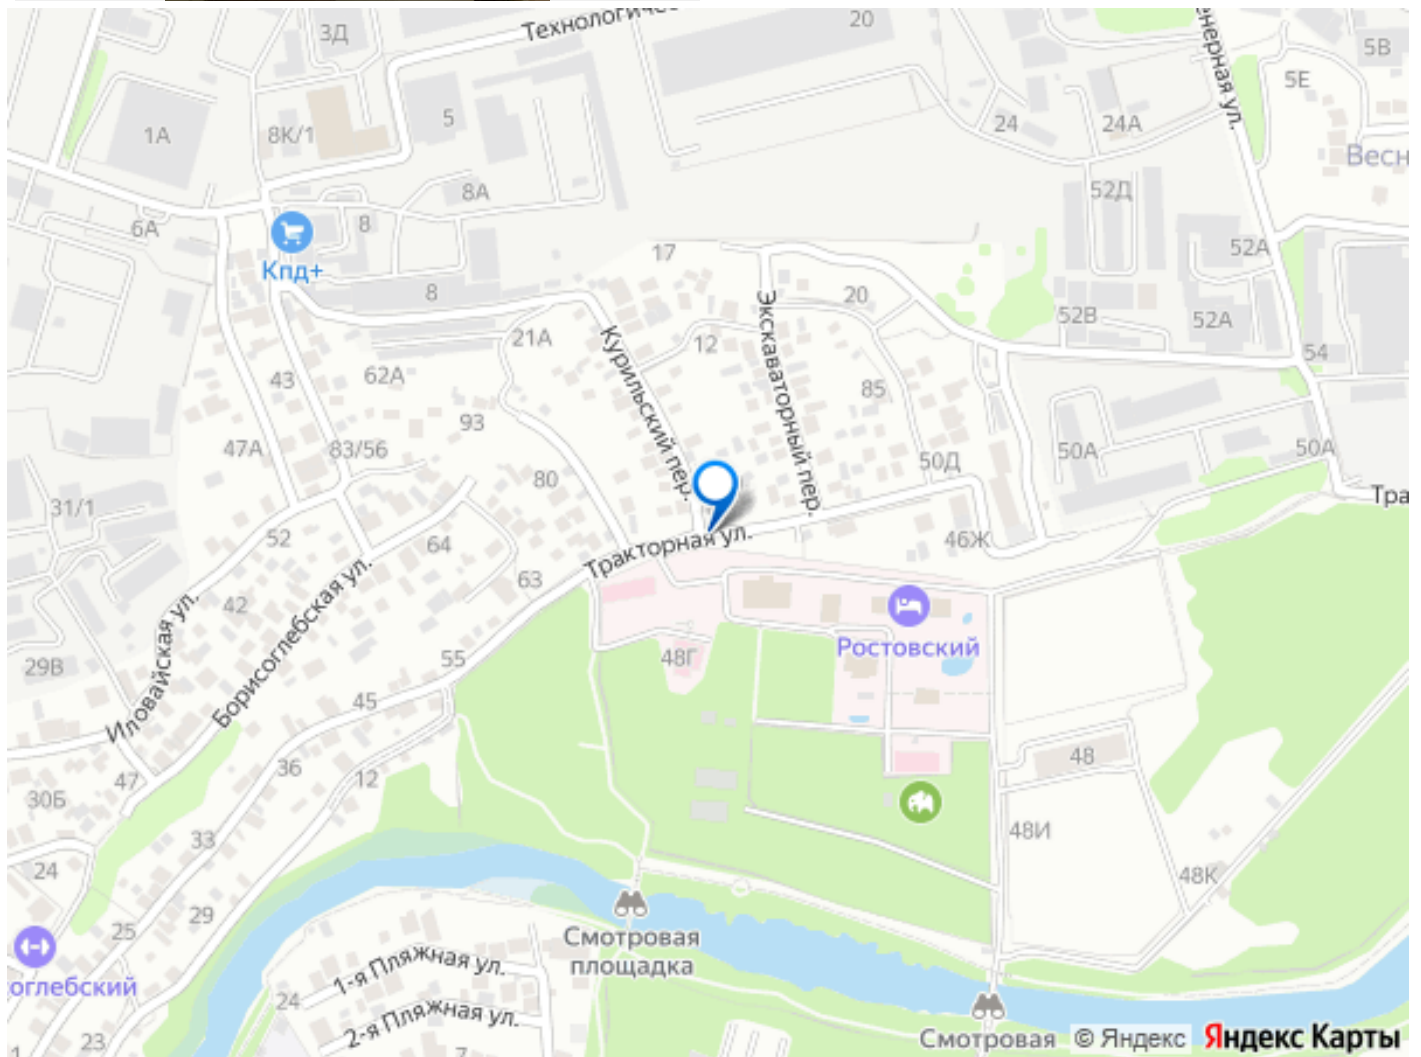 3Д
Технологичес
20
енерная ул.
5В
5Е
1А
8К/1
5
24
24А
Весн
8А
52Д
6А
8
52А
Кпд+
17
8
20
Экскаваторный пер.
52В
52А
21А
Курильский пер.
12
54
43
62А
85
93
47А
83/56
50Д
50А
50А
80
31/1
Тра
52
64
Тракторная ул.
46Ж
63
42
Ростовский
Иловайская ул.
Борисоглебская ул.
29В
55
48Г
45
48
47
36
12
30Б
33
48И
24
48К
29
25
Смотровая
площадка
1-я Пляжная ул.
оглебский
24
2-я Пляжная ул.
23
1
7
Смотровая
© Яндекс
Яндекс Карты